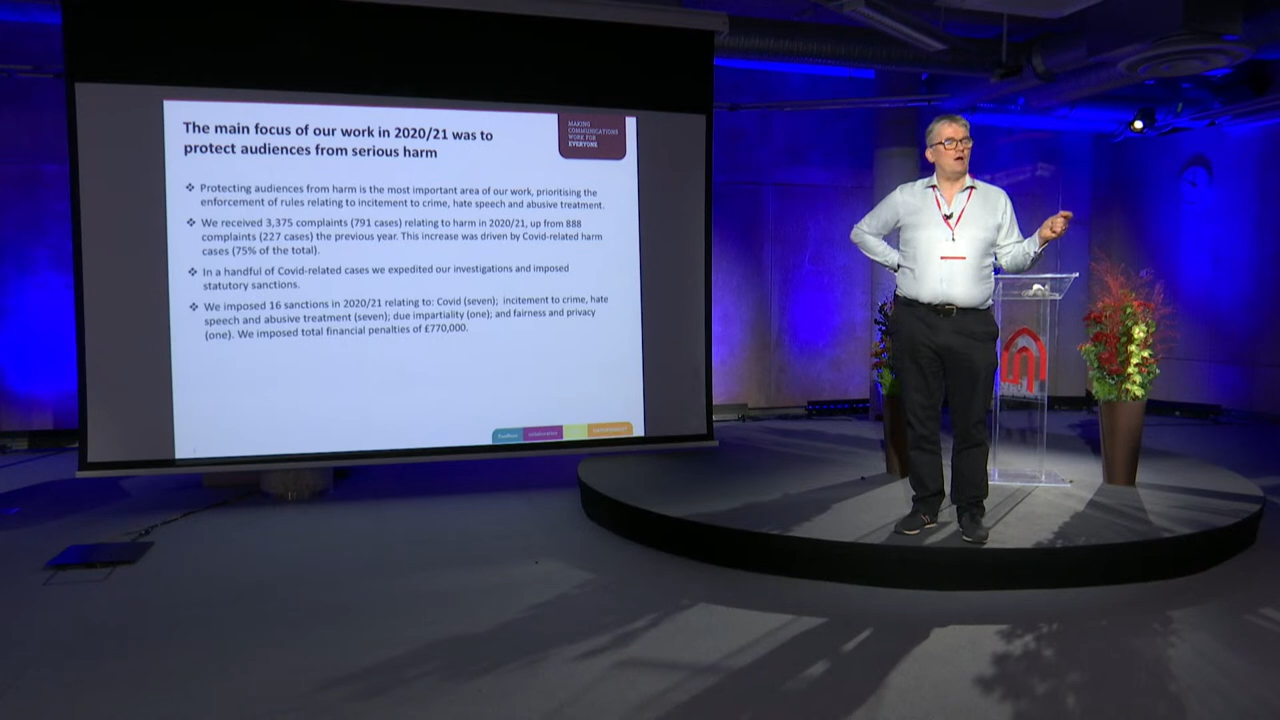 The main focus of our work in 2020/21 was to
protect audiences from serious harm
MAKING
COMMUNICATIONS
WORK FOR
EVERYONE
❖ Protecting audiences from harm is the most important area of our work, prioritising the
enforcement of rules relating to incitement to crime, hate speech and abusive treatment.
❖ We received 3,375 complaints (791 cases) relating to harm in 2020/21, up from 888
complaints (227 cases) the previous year. This increase was driven by Covid-related harm
cases (75% of the total).
❖ In a handful of Covid-related cases we expedited our investigations and imposed
statutory sanctions.
❖ We imposed 16 sanctions in 2020/21 relating to: Covid (seven); incitement to crime, hate
speech and abusive treatment (seven); due impartiality (one); and fairness and privacy
(one). We imposed total financial penalties of £770,000.